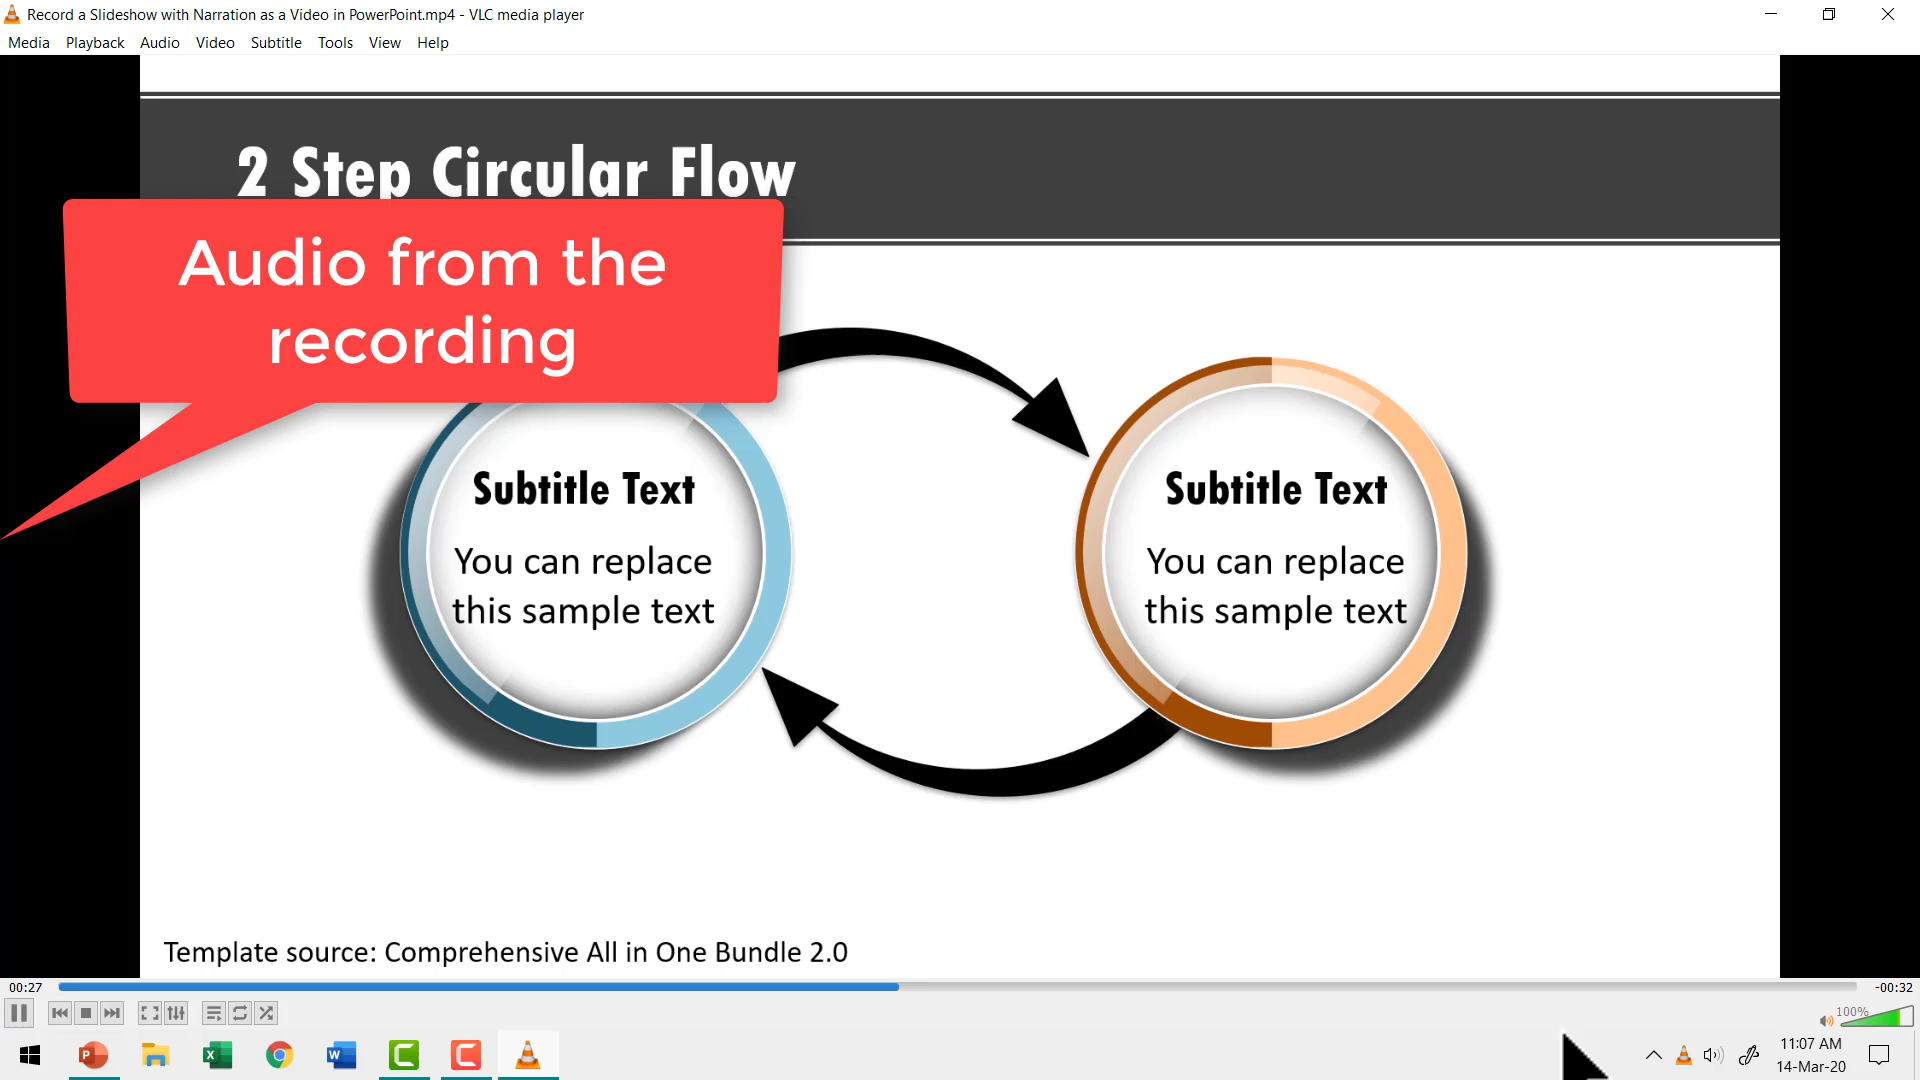 Record a Slideshow with Narration as a Video in PowerPoint.mp4 - VLC media player
Media Playback Audio Video Subtitle Tools View Help
2 Step Circular Flow
Audio from the
recording
Subtitle Text
You can replace
this sample text
Subtitle Text
You can replace
this sample text
Template source: Comprehensive All in One Bundle 2.0
00:27
-00:32
100%
11:07 AM
14-Mar-20